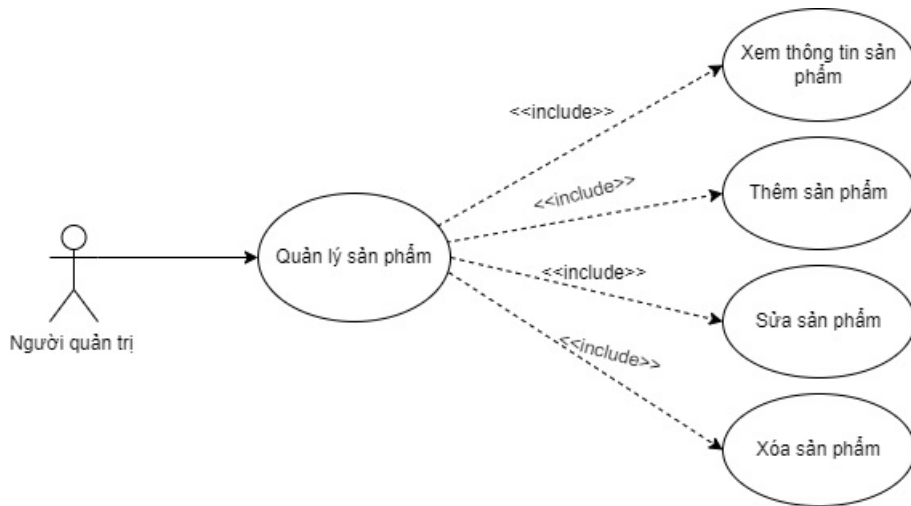 Xem thông tin sản
phẩm
<<include>>
Thêm sản phẩm
<<include>>
Quản lý sản phẩm
<<include>>
Sửa sản phẩm
Người quản trị
<<include>>
Xóa sản phẩm